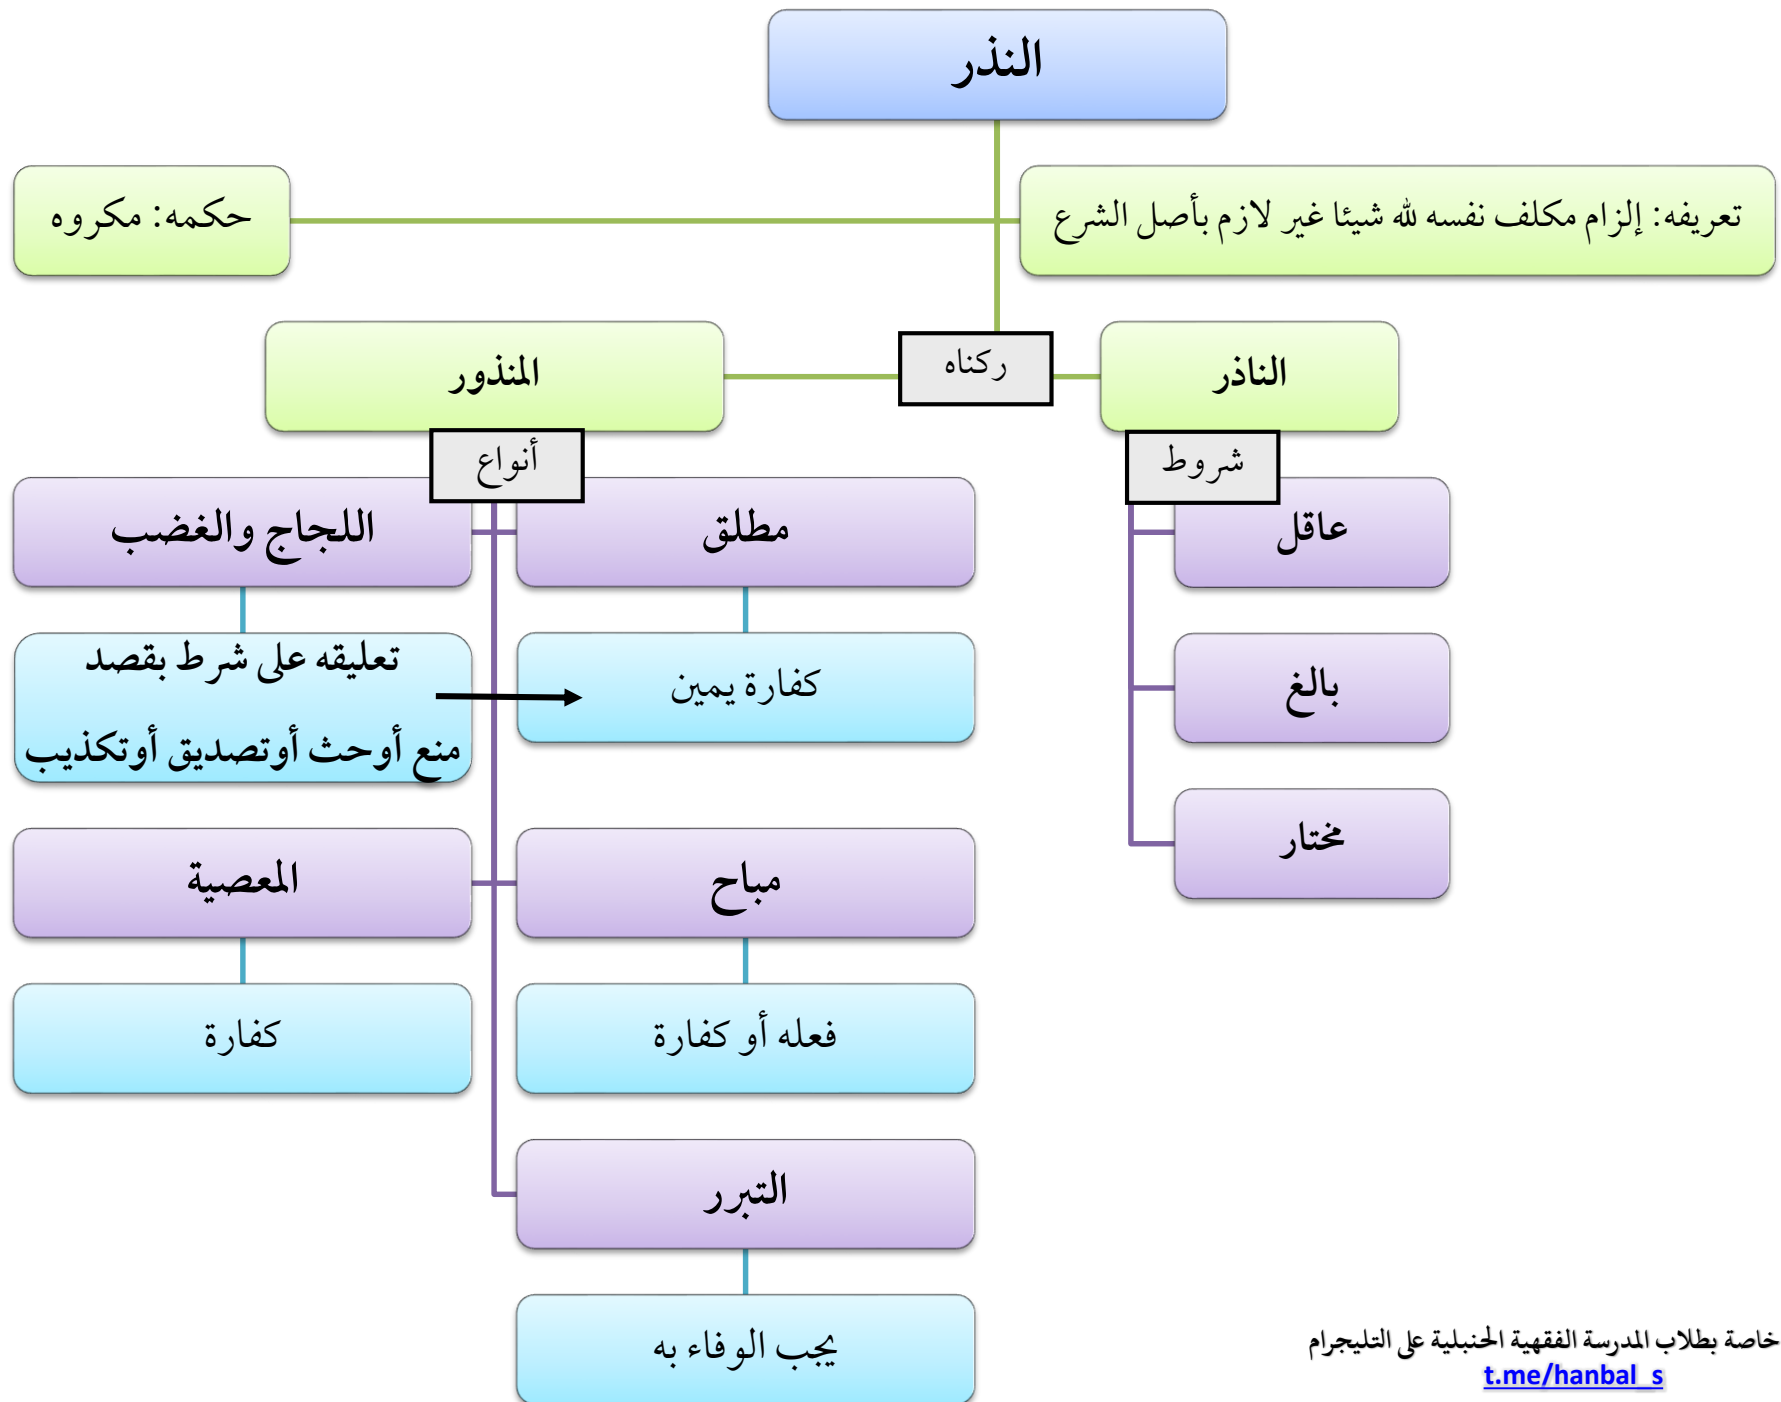 النذر
تعريفه: إلزام مكلف نفسه لله شيئا غير لازم بأصل الشرع
حكمه: مكروه
ركناه
الناذر
المنذور
شروط
عاقل
بالغ
مختار
أنواع
مطلق
كفارة يمين
اللجاج والغضب
تعليقه على شرط بقصد
منع أوحث أوتصديق أوتكذيب
مباح
فعله أو كفارة
المعصية
كفارة
التبرر
يجب الوفاء به
خاصة بطلاب المدرسة الفقهية الحنبلية على التليجرام
t.me/hanbal_s